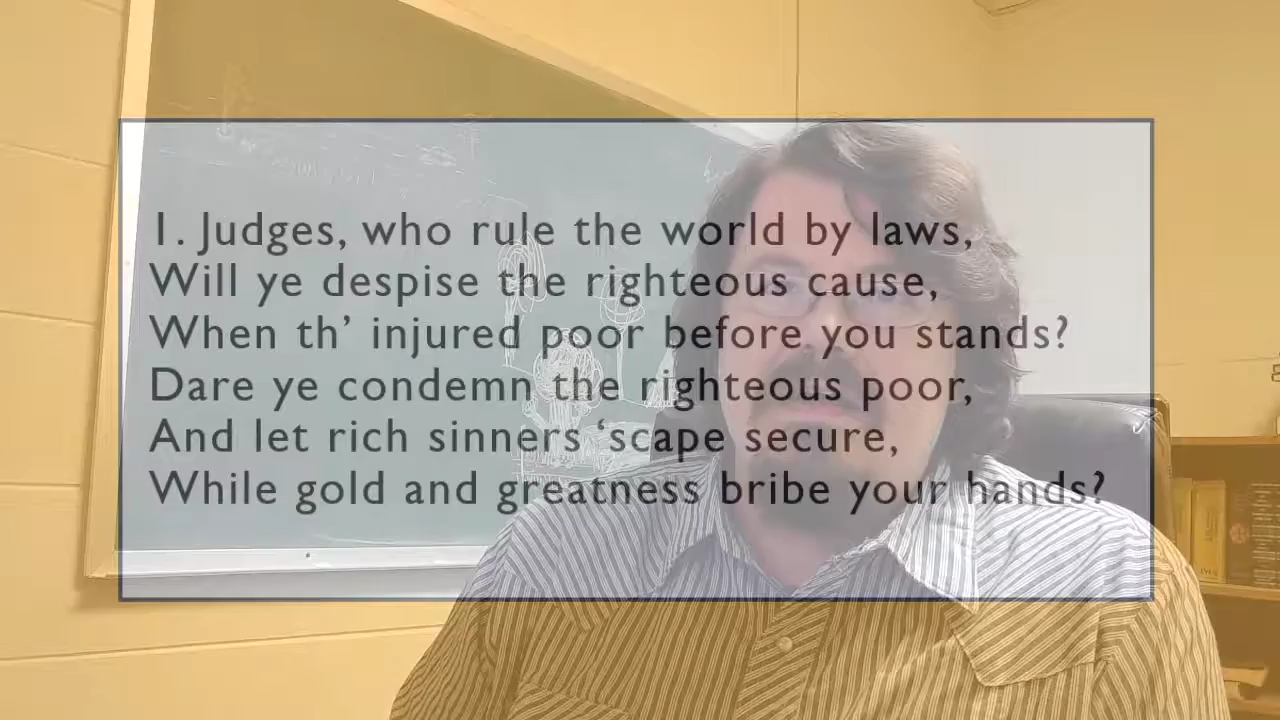 1. Judges, who rule the world by laws,
Will ye despise the righteous cause,
When th’ injured poor before you stands?
Dare ye condemn the righteous poor,
And let rich sinners ‘scape secure,
While gold and greatness bribe your hands?